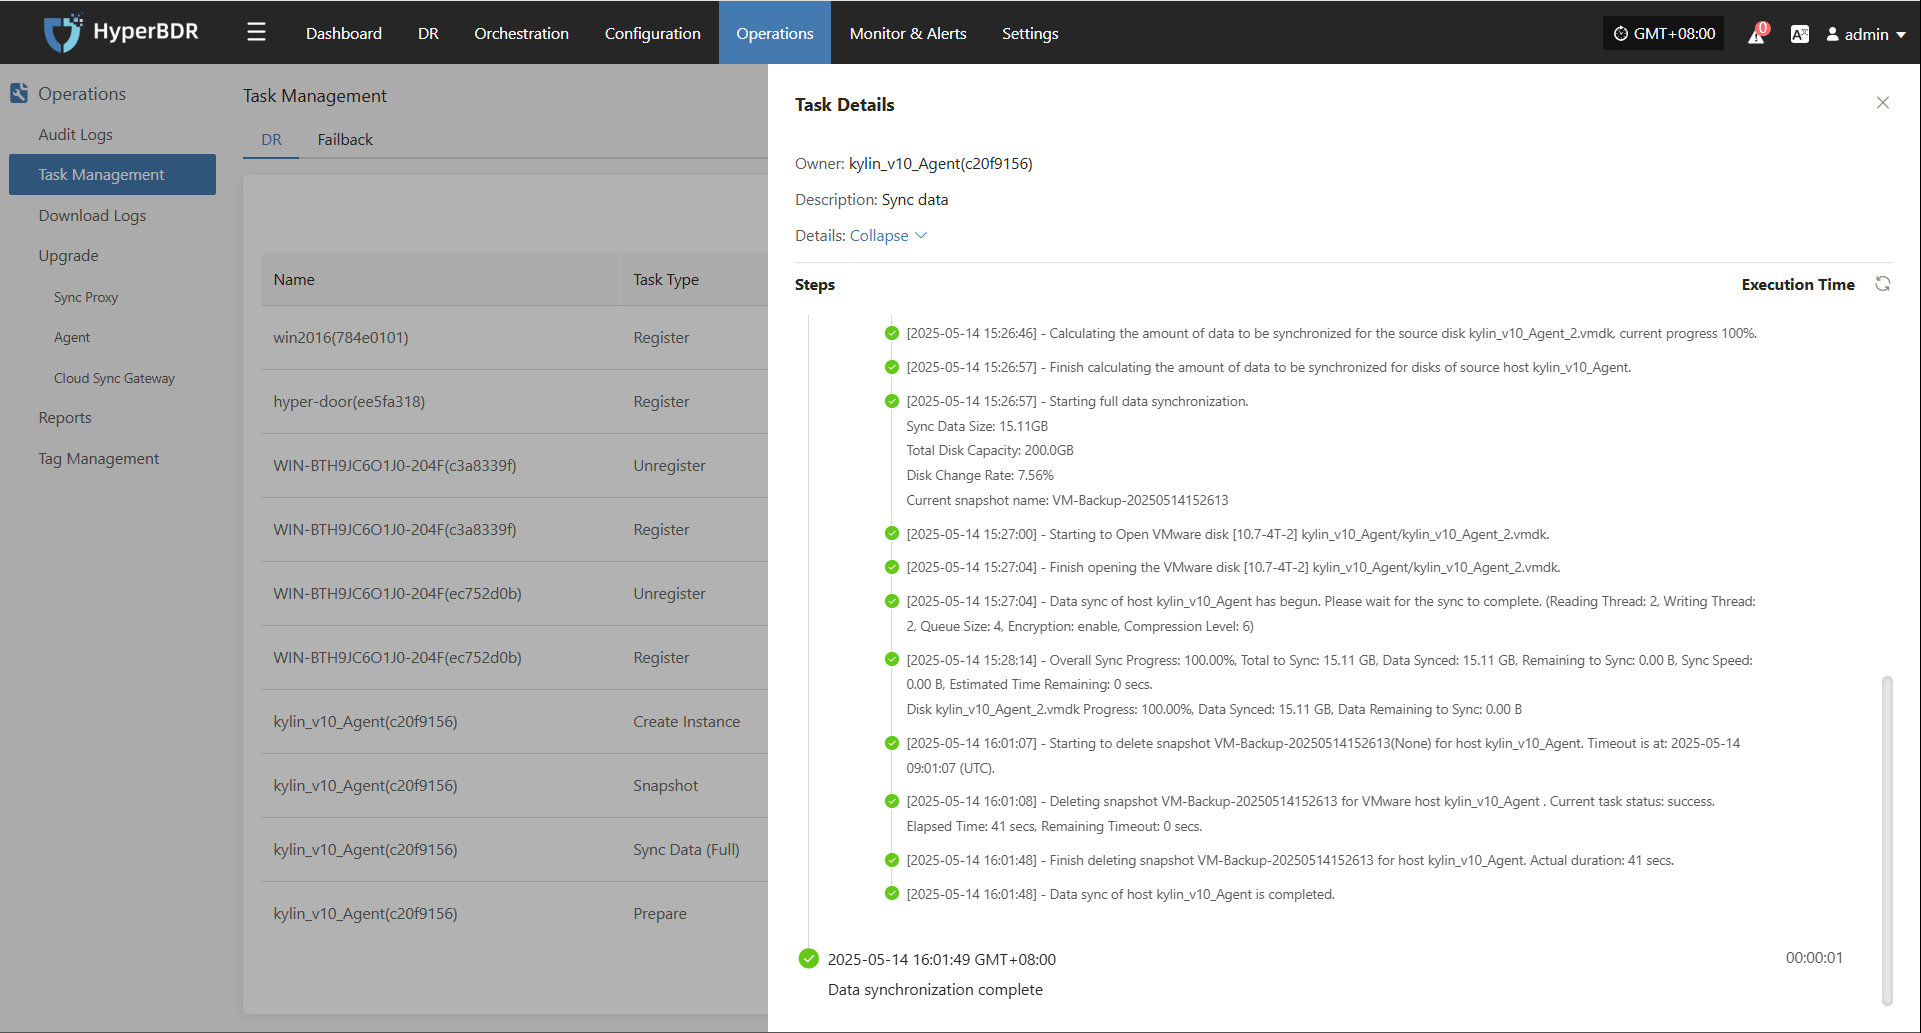 HyperBDR
Dashboard
DR
Orchestration
Configuration
Operations
Monitor & Alerts
Settings
GMT+08:00
0
admin
Operations
Audit Logs
Task Management
Download Logs
Upgrade
Sync Proxy
Agent
Cloud Sync Gateway
Reports
Tag Management
Task Management
DR
Failback
Name
Task Type
win2016(784e0101)
Register
hyper-door(ee5fa318)
Register
WIN-BTH9JC6O1J0-204F(c3a8339f)
Unregister
WIN-BTH9JC6O1J0-204F(c3a8339f)
Register
WIN-BTH9JC6O1J0-204F(ec752d0b)
Unregister
WIN-BTH9JC6O1J0-204F(ec752d0b)
Register
kylin_v10_Agent(c20f9156)
Create Instance
kylin_v10_Agent(c20f9156)
Snapshot
kylin_v10_Agent(c20f9156)
Sync Data (Full)
kylin_v10_Agent(c20f9156)
Prepare
Task Details
Owner: kylin_v10_Agent(c20f9156)
Description: Sync data
Details: Collapse
Steps
Execution Time
[2025-05-14 15:26:46] - Calculating the amount of data to be synchronized for the source disk kylin_v10_Agent_2.vmdk, current progress 100%.
[2025-05-14 15:26:57] - Finish calculating the amount of data to be synchronized for disks of source host kylin_v10_Agent.
[2025-05-14 15:26:57] - Starting full data synchronization.
Sync Data Size: 15.11GB
Total Disk Capacity: 200.0GB
Disk Change Rate: 7.56%
Current snapshot name: VM-Backup-20250514152613
[2025-05-14 15:27:00] - Starting to Open VMware disk [10.7-4T-2] kylin_v10_Agent/kylin_v10_Agent_2.vmdk.
[2025-05-14 15:27:04] - Finish opening the VMware disk [10.7-4T-2] kylin_v10_Agent/kylin_v10_Agent_2.vmdk.
[2025-05-14 15:27:04] - Data sync of host kylin_v10_Agent has begun. Please wait for the sync to complete. (Reading Thread: 2, Writing Thread:
2, Queue Size: 4, Encryption: enable, Compression Level: 6)
[2025-05-14 15:28:14] - Overall Sync Progress: 100.00%, Total to Sync: 15.11 GB, Data Synced: 15.11 GB, Remaining to Sync: 0.00 B, Sync Speed:
0.00 B, Estimated Time Remaining: 0 secs.
Disk kylin_v10_Agent_2.vmdk Progress: 100.00%, Data Synced: 15.11 GB, Data Remaining to Sync: 0.00 B
[2025-05-14 16:01:07] - Starting to delete snapshot VM-Backup-20250514152613(None) for host kylin_v10_Agent. Timeout is at: 2025-05-14
09:01:07 (UTC).
[2025-05-14 16:01:08] - Deleting snapshot VM-Backup-20250514152613 for VMware host kylin_v10_Agent . Current task status: success.
Elapsed Time: 41 secs, Remaining Timeout: 0 secs.
[2025-05-14 16:01:48] - Finish deleting snapshot VM-Backup-20250514152613 for host kylin_v10_Agent. Actual duration: 41 secs.
[2025-05-14 16:01:48] - Data sync of host kylin_v10_Agent is completed.
2025-05-14 16:01:49 GMT+08:00
00:00:01
Data synchronization complete